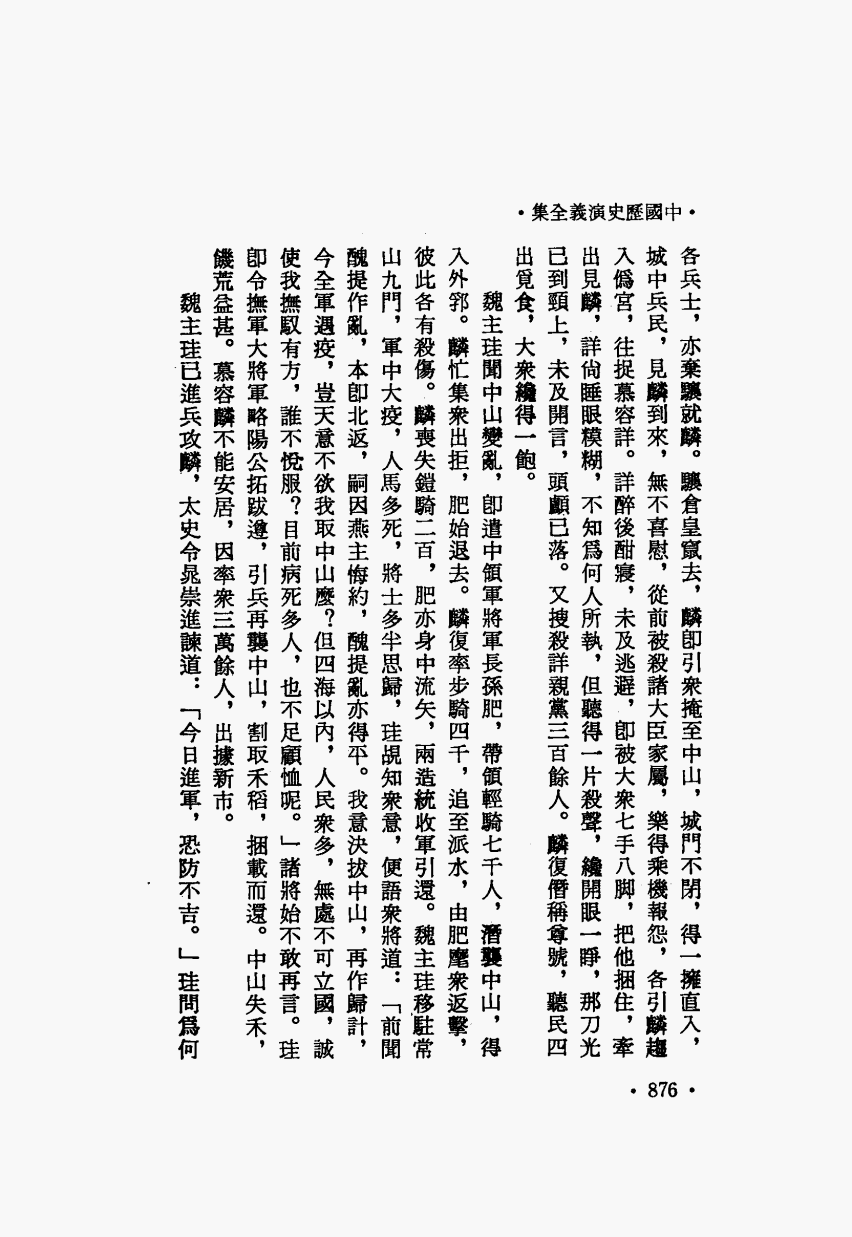 •中國歷史演義全集•
各兵士，亦棄驤就麟。驤倉皇竄去，麟卽引衆掩至中山，城門不閉，得一擁直入，
城中兵民，見麟到來，無不喜慰，從前被殺諸大臣家屬，樂得乘機報怨，各引麟趨
入僞宮，往捉慕容詳。詳醉後酣寢，未及逃避，卽被大衆七手八脚，把他捆住，牽
出見麟，詳尙睡眼糢糊，不知爲何人所執，但聽得一片殺聲，纔開眼一睜，那刀光
已到頸上，未及開言，頭顱已落。又搜殺詳親黨三百餘人。麟復僭稱尊號，聽民四
出覓食，大衆纔得一飽。
魏主珪聞中山變亂，卽遣中領軍將軍長孫肥，帶領輕騎七千人，潛襲中山，得
入外郛。麟忙集衆出拒，肥始退去。麟復率步騎四千，追至派水，由肥麾衆返擊，
彼此各有殺傷。麟喪失鎧騎二百，肥亦身中流矢，兩造統收軍引還。魏主珪移駐常
山九門，軍中大疫，人馬多死，將士多半思歸，珪覘知衆意，便語衆將道：「前聞
醜提作亂，本卽北返，嗣因燕主悔約，醜提亂亦得平。我意決拔中山，再作歸計，
今全軍遇疫，豈天意不欲我取中山麼？但四海以內，人民衆多，無處不可立國，誠
使我撫馭有方，誰不悅服？目前病死多人，也不足顧恤呢。」諸將始不敢再言。珪
卽令撫軍大將軍略陽公拓跋遵，引兵再襲中山，割取禾稻，捆載而還。中山失禾，
饑荒益甚。慕容麟不能安居，因率衆三萬餘人，出據新市。
魏主珪已進兵攻麟，太史令晁崇進諫道：「今日進軍，恐防不吉。」珪問爲何
•876•